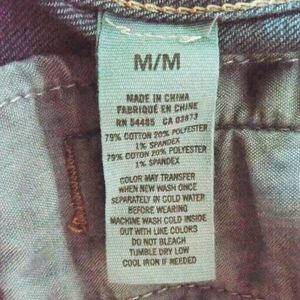 M/M
MADE IN CHINA
FABRIQUÉ EN CHINE
RN 54485 CA 03873
79% COTTON 20% POLYESTER
1% SPANDEX
79% COTON 20% POLYESTER
1% SPANDEX
COLOR MAY TRANSFER
WHEN NEW WASH ONCE
SEPARATELY IN COLD WATER
BEFORE WEARING
MACHINE WASH COLD INSIDE
OUT WITH LIKE COLORS
DO NOT BLEACH
TUMBLE DRY LOW
COOL IRON IF NEEDED